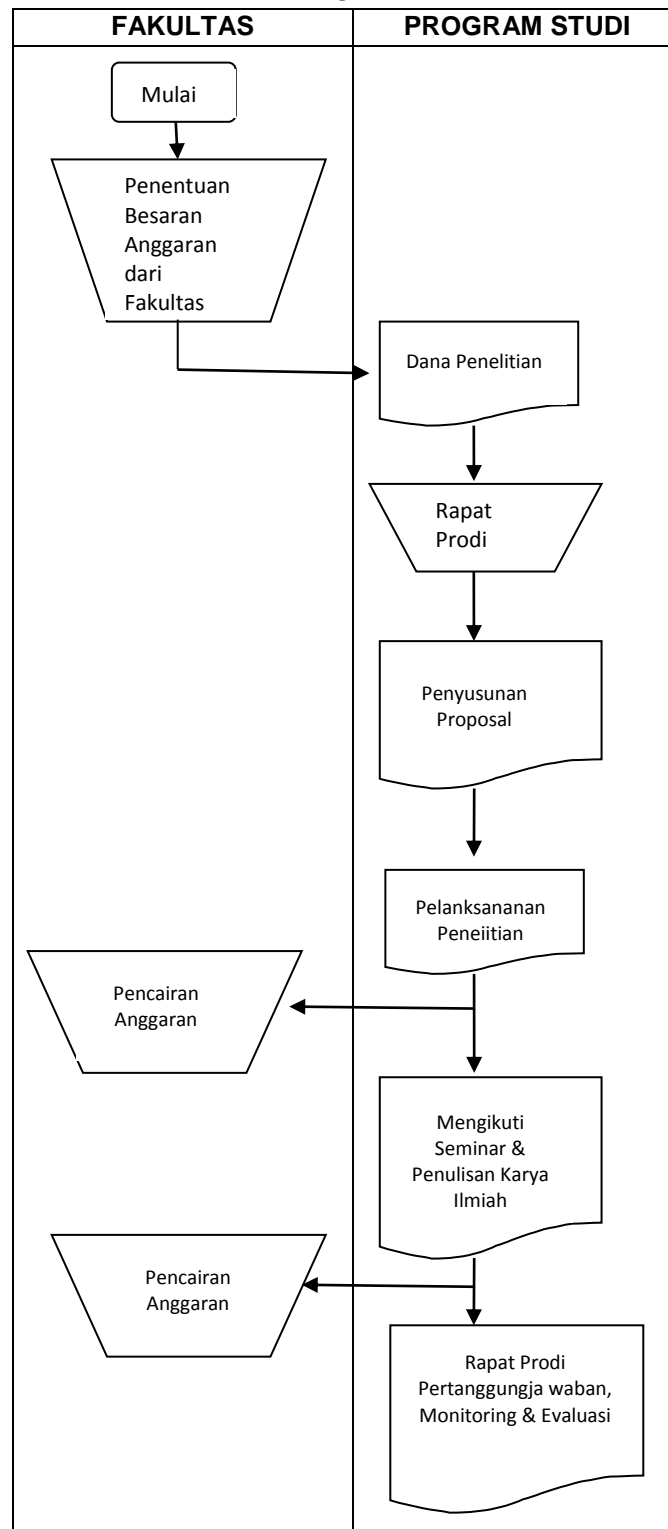 FAKULTAS
PROGRAM STUDI
Mulai
Penentuan
Besaran
Anggaran
dari
Fakultas
Dana Penelitian
Rapat
Prodi
Penyusunan
Proposal
Pelanksananan
Peneiitian
Pencairan
Anggaran
Mengikuti
Seminar &
Penulisan Karya
Ilmiah
Pencairan
Anggaran
Rapat Prodi
Pertanggungja waban,
Monitoring & Evaluasi